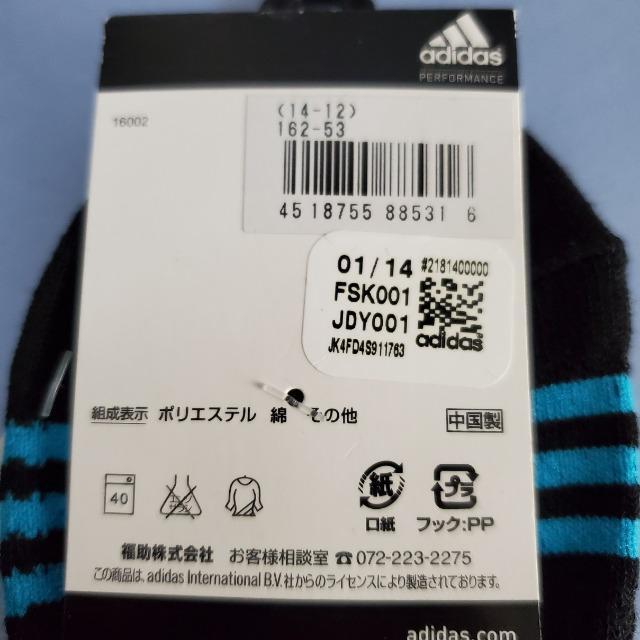 adidas
PERFORMANCE
16002
(14-12)
162-53
4518755 88531 6
01/14 #2181400000
FSK001
JDY001
adidas
JK4FD4S911763
組成表示 ポリエステル 綿 その他
中国製
40
紙 プラ
口紙 フック:PP
福助株式会社 お客様相談室 ☎072-223-2275
この商品は、adidas International B.V.社からのライセンスにより製造されております。
adidas.com